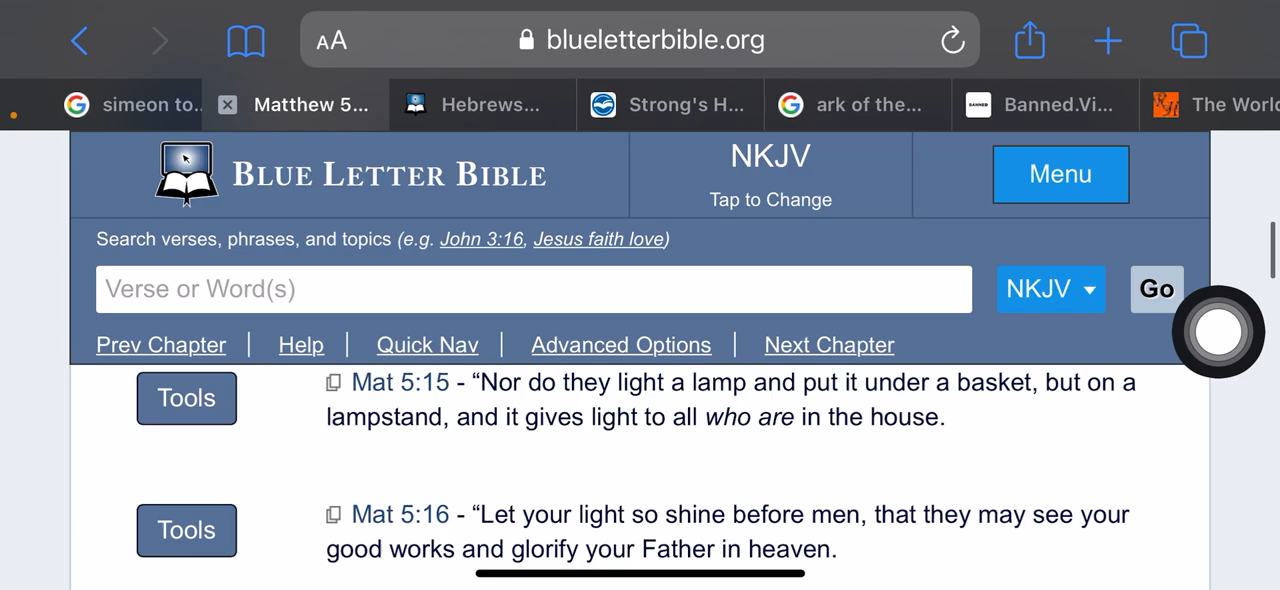 AA blueletterbible.org
simeon to.. Matthew 5... Hebrews... Strong's H... ark of the... Banned.Vi... The World
BLUE LETTER BIBLE
NKJV
Tap to Change
Menu
Search verses, phrases, and topics (e.g. John 3:16, Jesus faith love)
Verse or Word(s) NKJV Go
Prev Chapter | Help | Quick Nav | Advanced Options | Next Chapter
Tools
Mat 5:15 - “Nor do they light a lamp and put it under a basket, but on a
lampstand, and it gives light to all who are in the house.
Tools
Mat 5:16 - “Let your light so shine before men, that they may see your
good works and glorify your Father in heaven.